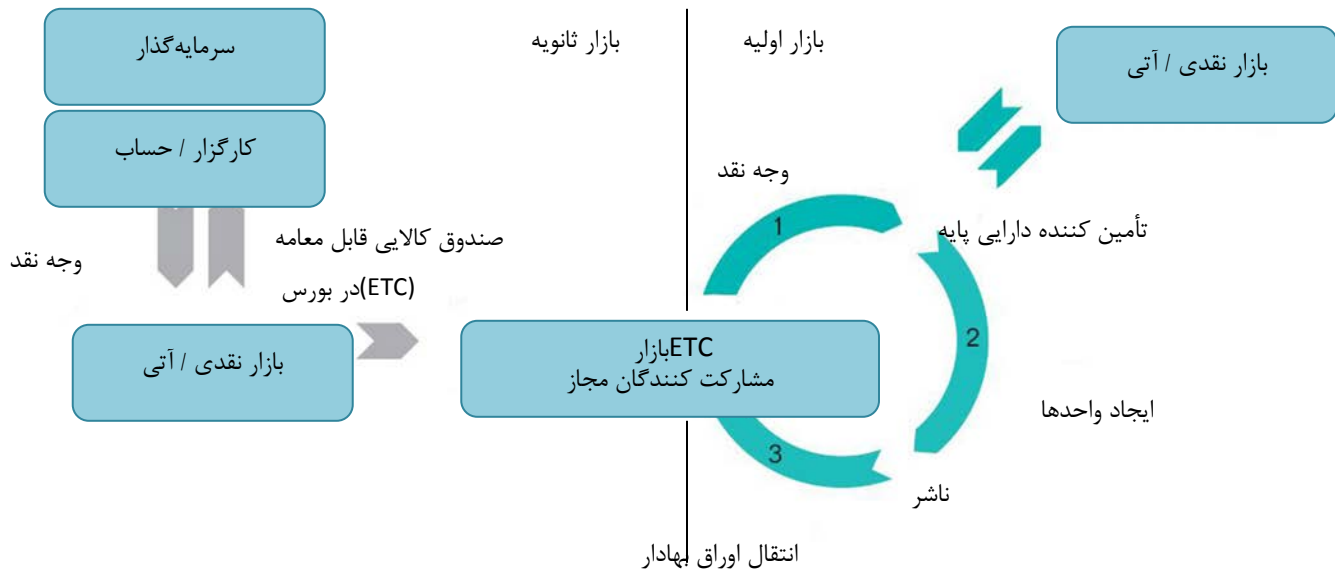 بازار اولیه
بازار ثانویه
سرمایه‌گذار
بازار نقدی / آتی
کارگزار / حساب
وجه نقد
1
صندوق کالایی قابل معامه
(ETC)در بورس
وجه نقد
تأمین کننده دارایی پایه
2
بازار نقدی / آتی
ETCبازار
مشارکت کنندگان مجاز
ایجاد واحدها
3
ناشر
انتقال اوراق بهادار